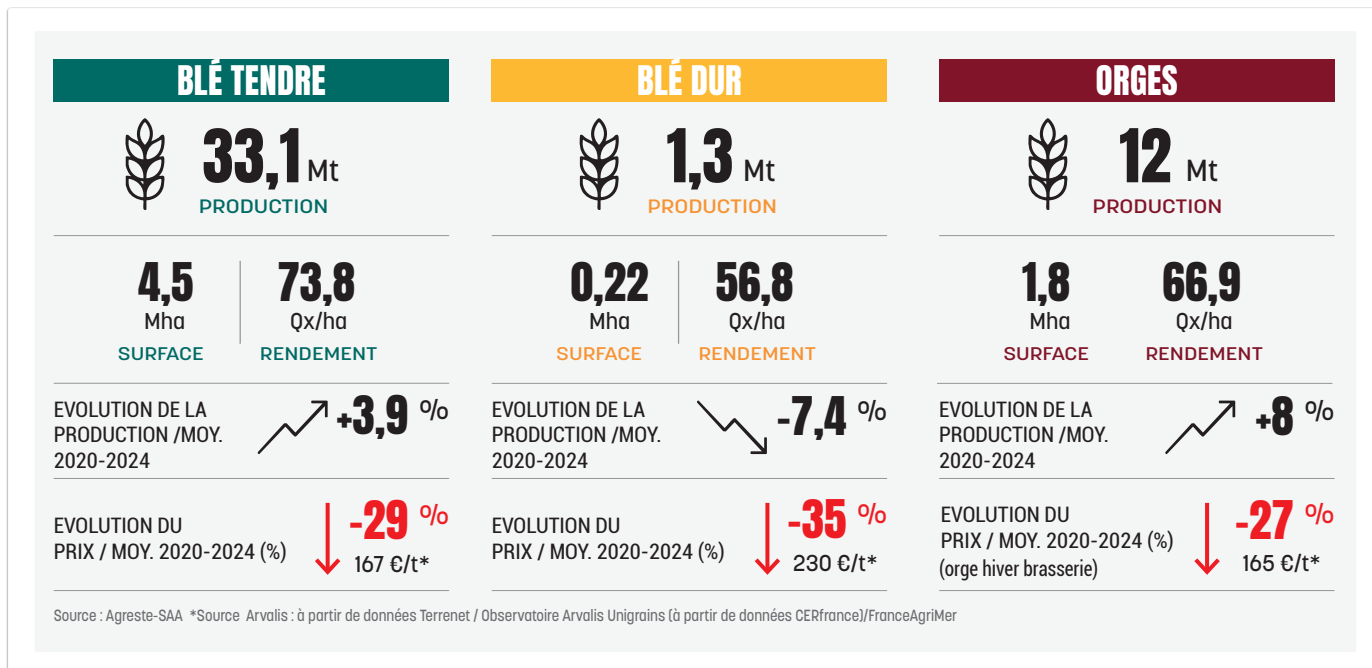 BLÉ TENDRE
33,1 Mt
PRODUCTION
4,5
Mha
SURFACE
73,8
Qx/ha
RENDEMENT
EVOLUTION DE LA
PRODUCTION /MOY.
2020-2024
+3,9 %
EVOLUTION DU
PRIX / MOY. 2020-2024 (%)
-29 %
167 €/t*
BLÉ DUR
1,3 Mt
PRODUCTION
0,22
Mha
SURFACE
56,8
Qx/ha
RENDEMENT
EVOLUTION DE LA
PRODUCTION /MOY.
2020-2024
-7,4 %
EVOLUTION DU
PRIX / MOY. 2020-2024 (%)
-35 %
230 €/t*
ORGES
12 Mt
PRODUCTION
1,8
Mha
SURFACE
66,9
Qx/ha
RENDEMENT
EVOLUTION DE LA
PRODUCTION /MOY.
2020-2024
+8 %
EVOLUTION DU
PRIX / MOY. 2020-2024 (%)
(orge hiver brasserie)
-27 %
165 €/t*
Source : Agreste-SAA *Source Arvalis : à partir de données Terrenet / Observatoire Arvalis Unigrains (à partir de données CERfrance)/FranceAgriMer